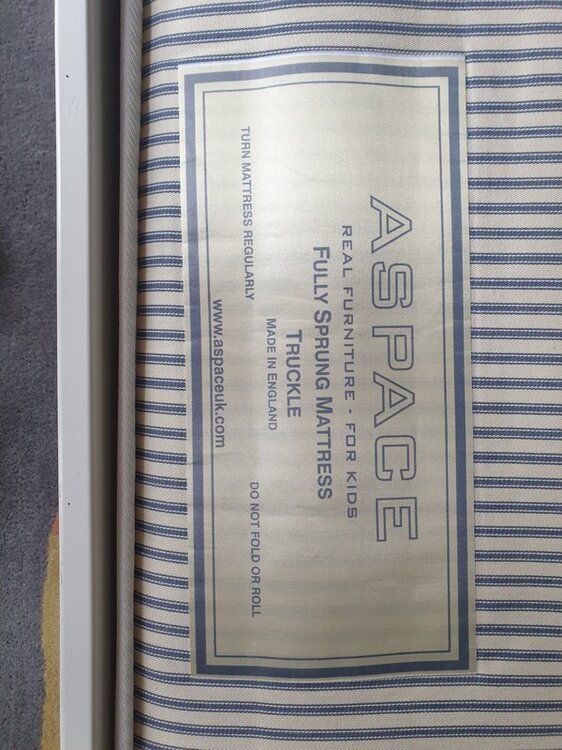 ASPACE
REAL FURNITURE - FOR KIDS
FULLY SPRUNG MATTRESS
TRUCKLE
MADE IN ENGLAND
TURN MATTRESS REGULARLY DO NOT FOLD OR ROLL
www.aspaceuk.com